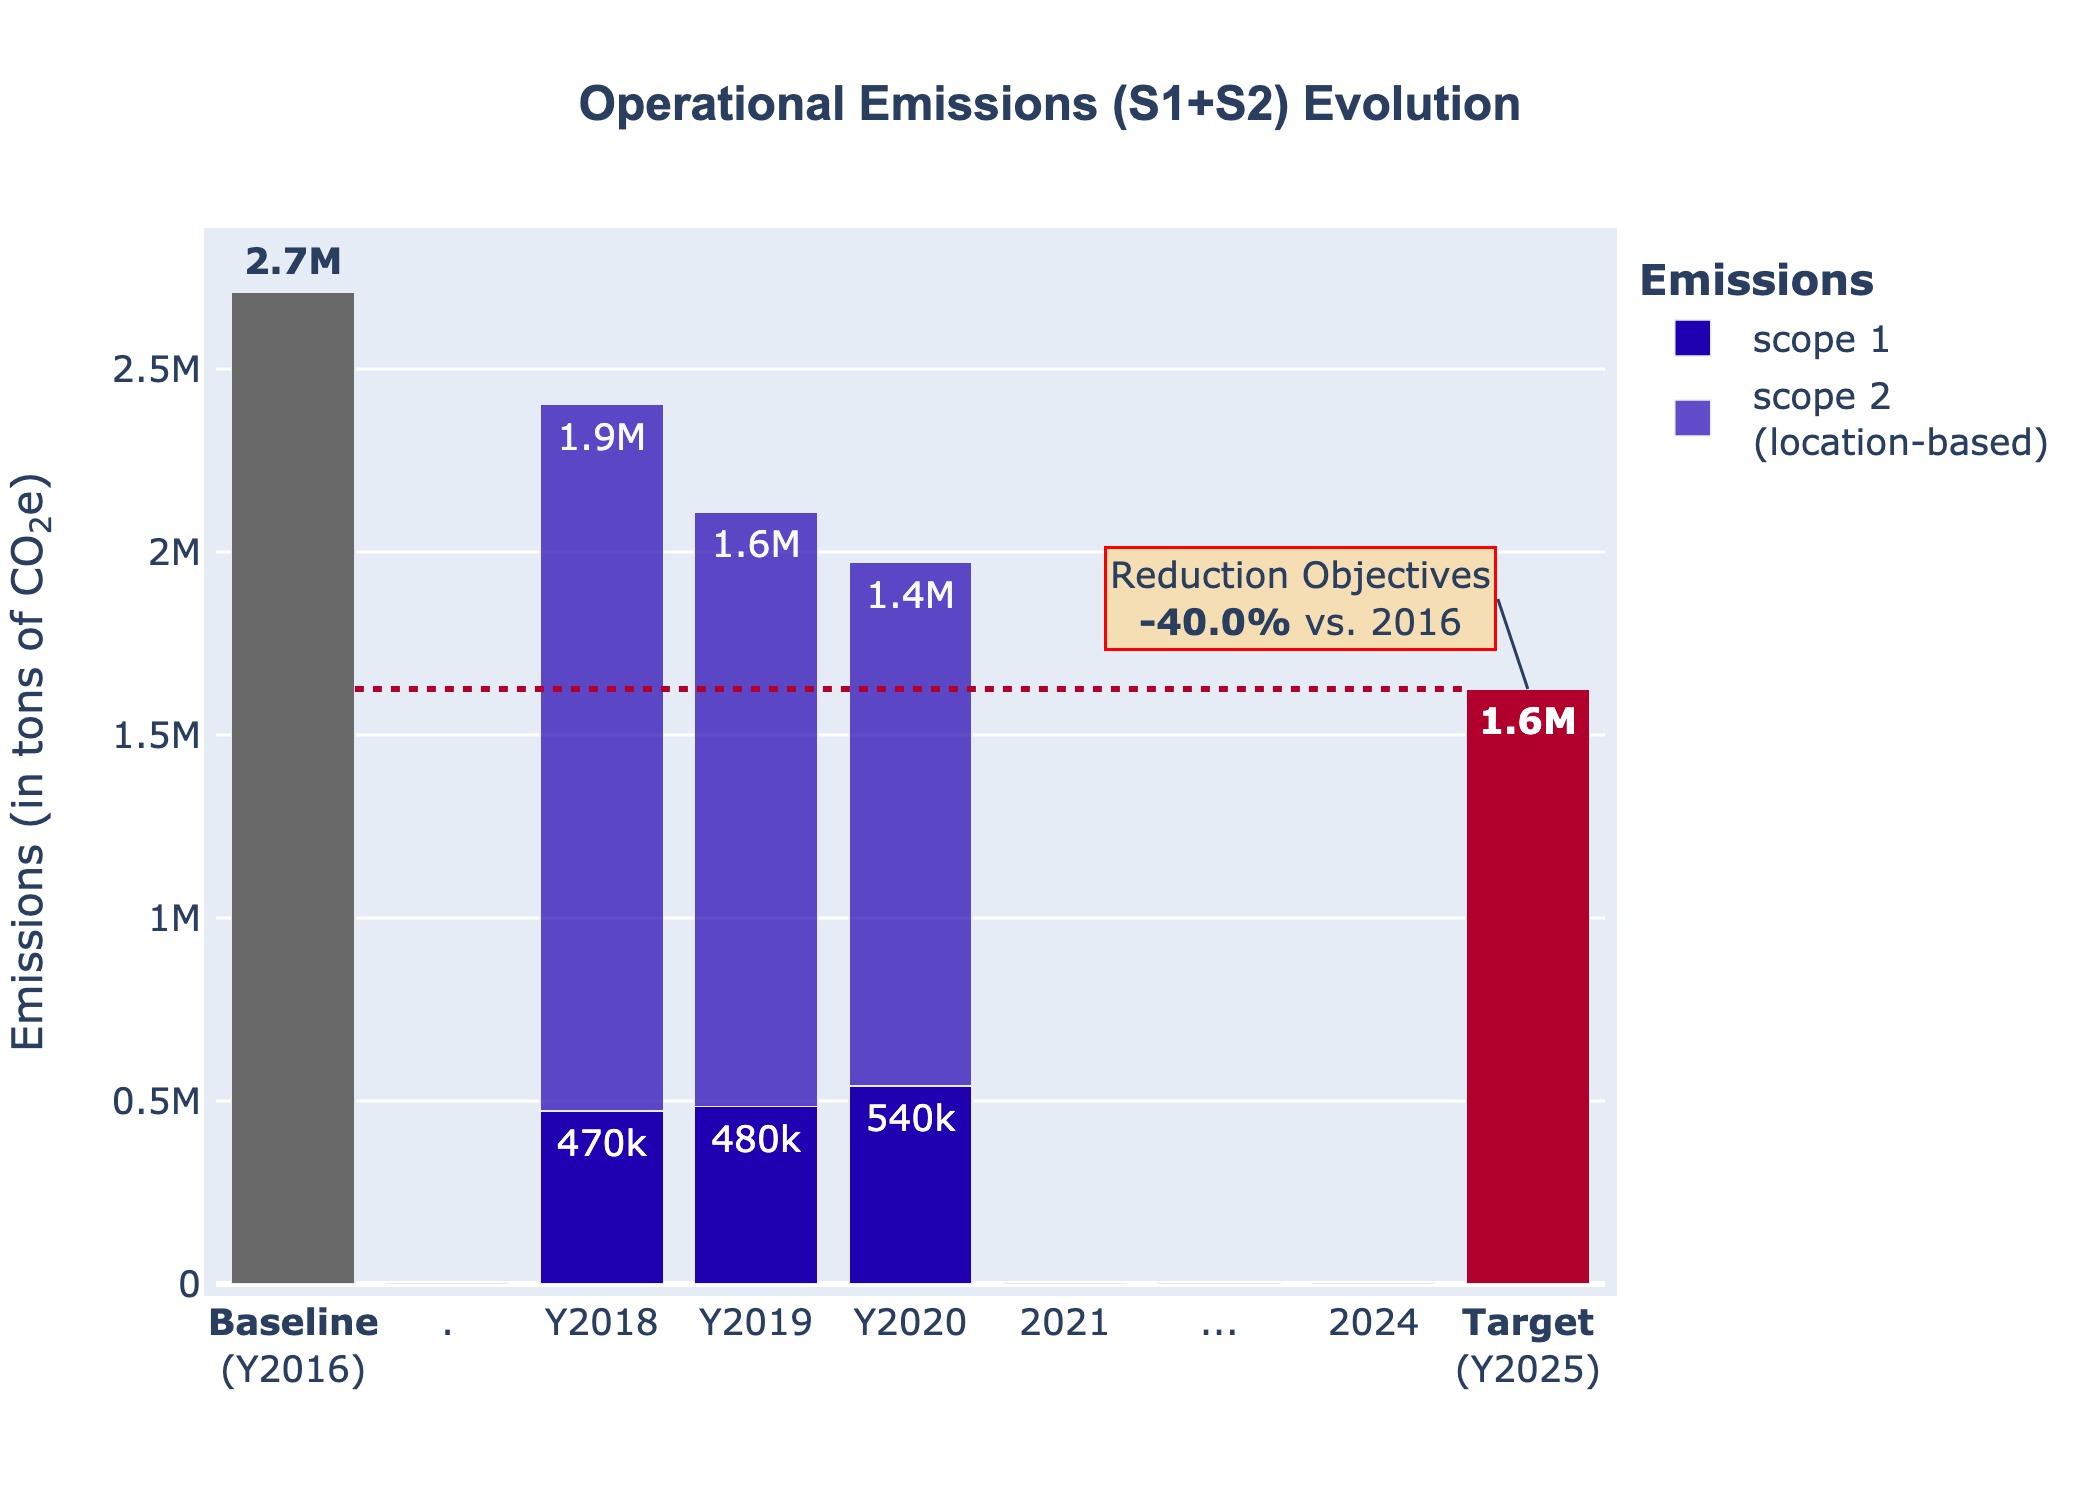 Operational Emissions (S1+S2) Evolution
Emissions (in tons of CO₂e)
2.5M
2M
1.5M
1M
0.5M
0
2.7M
1.9M
470k
1.6M
480k
1.4M
540k
Reduction Objectives
-40.0% vs. 2016
1.6M
Baseline
(Y2016)
.
Y2018
Y2019
Y2020
2021
...
2024
Target
(Y2025)
Emissions
scope 1
scope 2
(location-based)